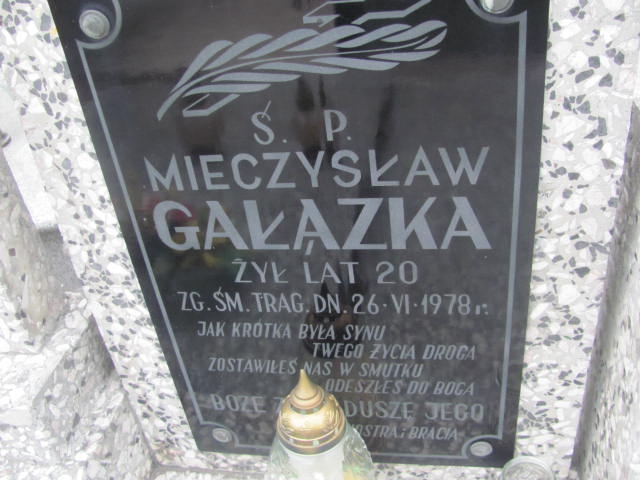 Ś. P.
MIECZYSŁAW
GAŁĄZKA
ŻYŁ LAT 20
ZG. ŚM. TRAG. DN. 26·VI·1978 r.
JAK KRÓTKA BYŁA SYNU
TWEGO ŻYCIA DROGA
ZOSTAWIŁEŚ NAS W SMUTKU
ODESZŁEŚ DO BOGA
BOŻE DUSZĘ JEGO
I BRACIA